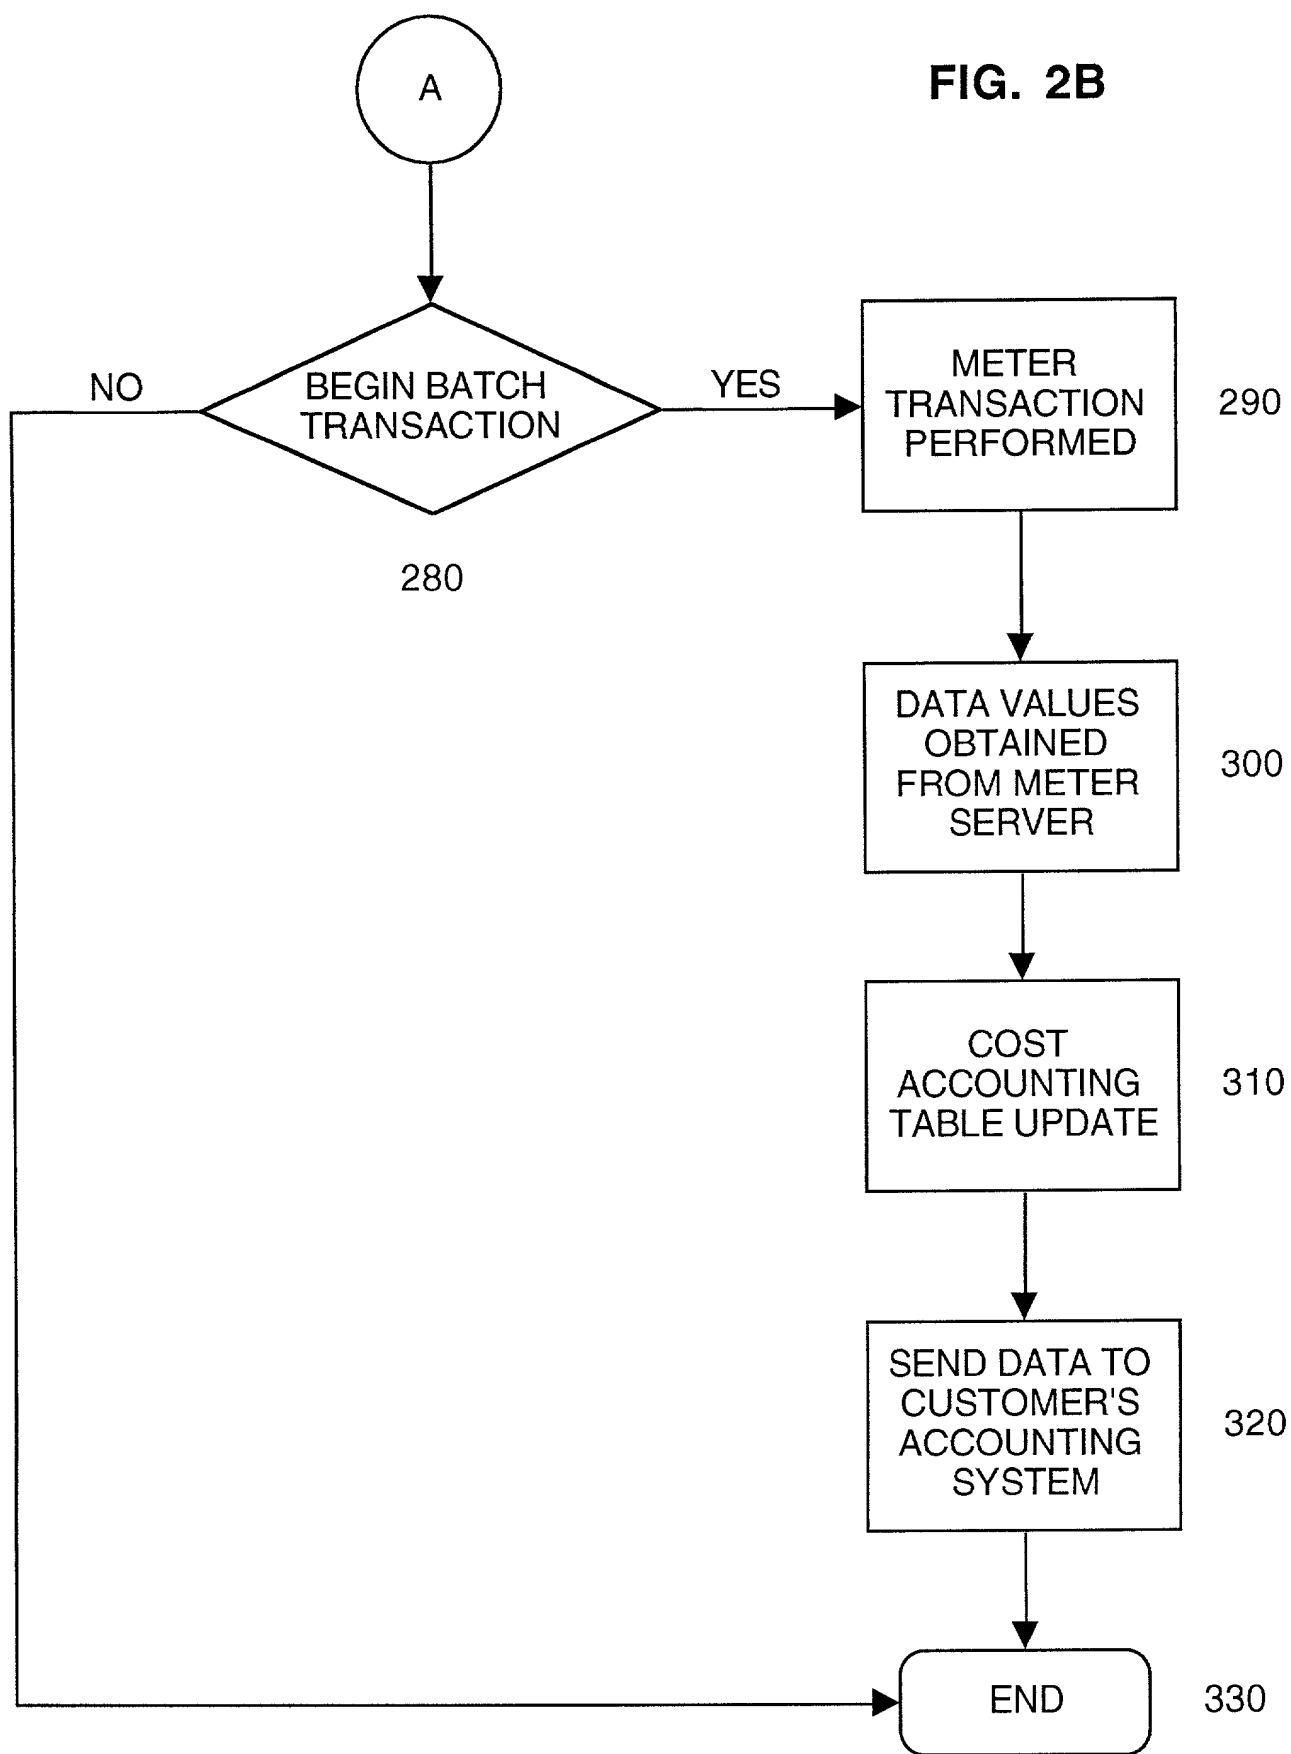 A
FIG. 2B
NO
BEGIN BATCH
TRANSACTION
YES
280
METER
TRANSACTION
PERFORMED
290
DATA VALUES
OBTAINED
FROM METER
SERVER
300
COST
ACCOUNTING
TABLE UPDATE
310
SEND DATA TO
CUSTOMER'S
ACCOUNTING
SYSTEM
320
END
330